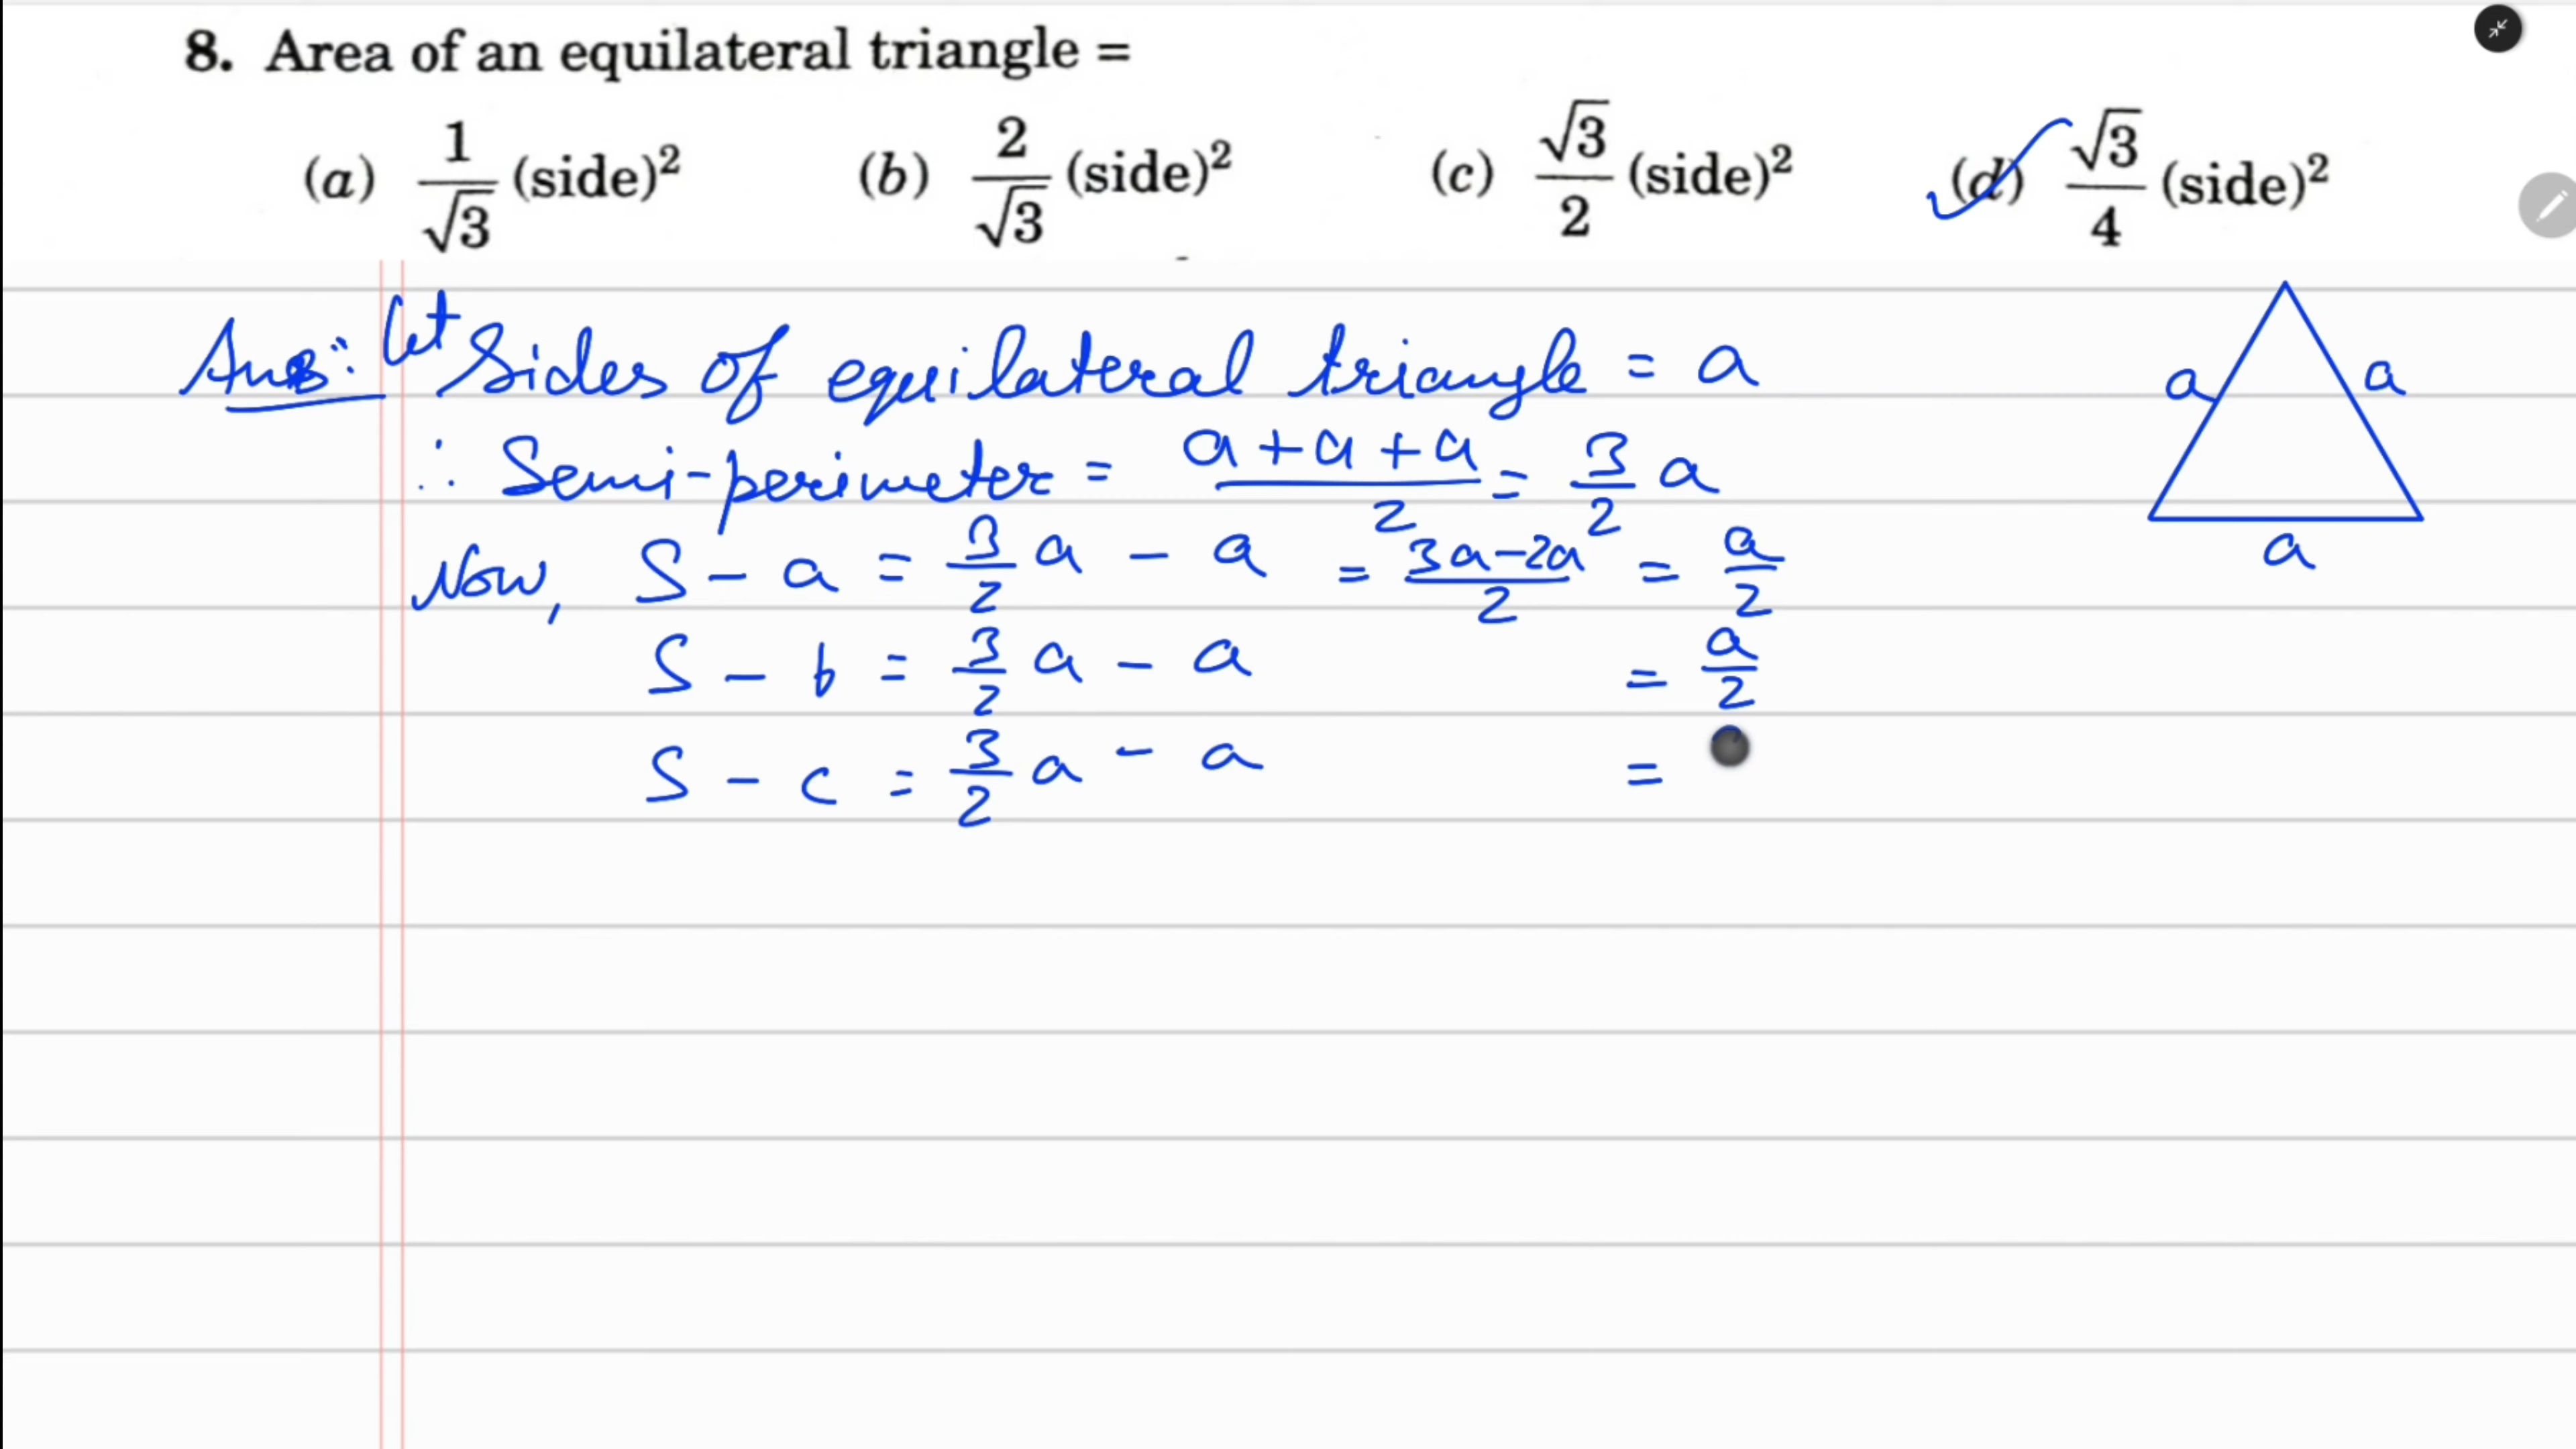 8. Area of an equilateral triangle =
(a) 1/√3 (side)² (b) 2/√3 (side)² (c) √3/2 (side)² (d) √3/4 (side)²
Ans: let Sides of equilateral triangle = a
∴ Semi-perimeter = (a + a + a)/2 = 3/2 a
Now, S - a = 3/2 a - a = (3a-2a)/2 = a/2
S - b = 3/2 a - a = a/2
S - c = 3/2 a - a =
a a
a